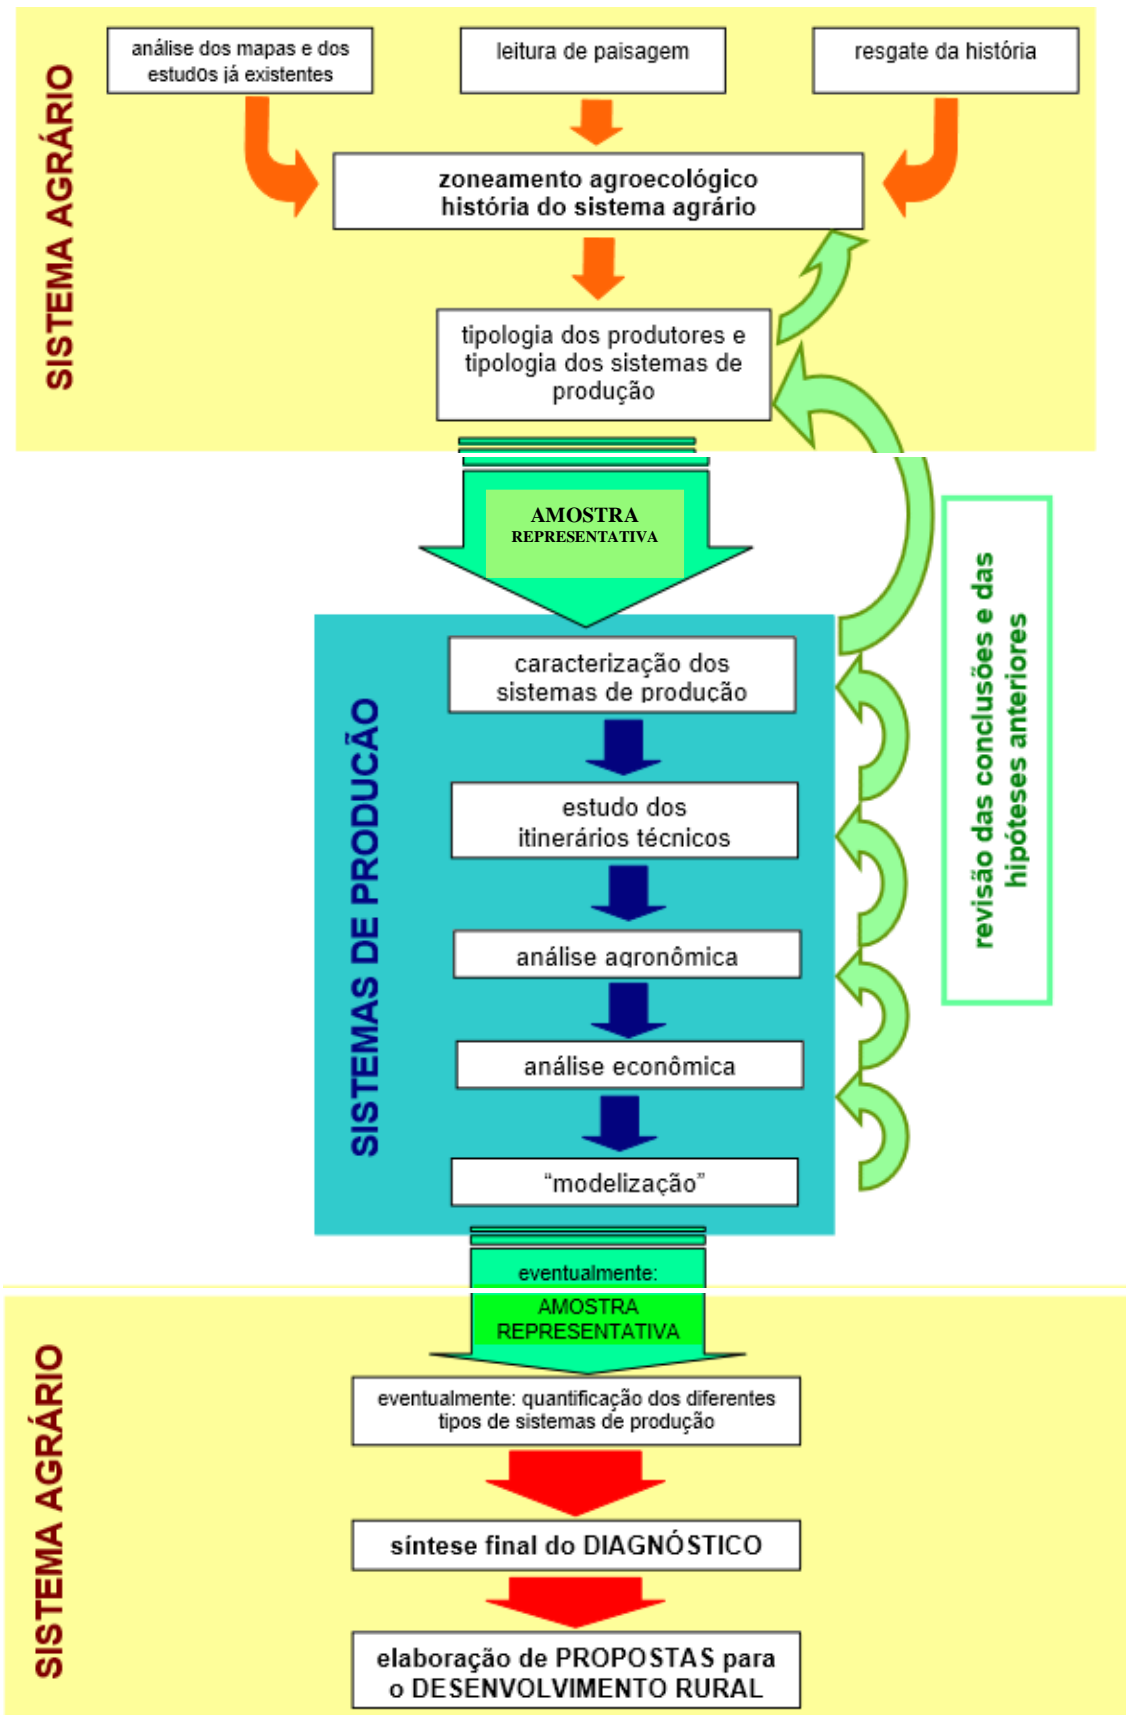 SISTEMA AGRÁRIO
análise dos mapas e dos
estudos já existentes
leitura de paisagem
resgate da história
zoneamento agroecológico
história do sistema agrário
tipologia dos produtores e
tipologia dos sistemas de
produção
AMOSTRA
REPRESENTATIVA
SISTEMAS DE PRODUCÃO
caracterização dos
sistemas de produção
estudo dos
itinerários técnicos
análise agronômica
análise econômica
“modelização”
revisão das conclusões e das
hipóteses anteriores
eventualmente:
AMOSTRA
REPRESENTATIVA
SISTEMA AGRÁRIO
eventualmente: quantificação dos diferentes
tipos de sistemas de produção
síntese final do DIAGNÓSTICO
elaboração de PROPOSTAS para
o DESENVOLVIMENTO RURAL